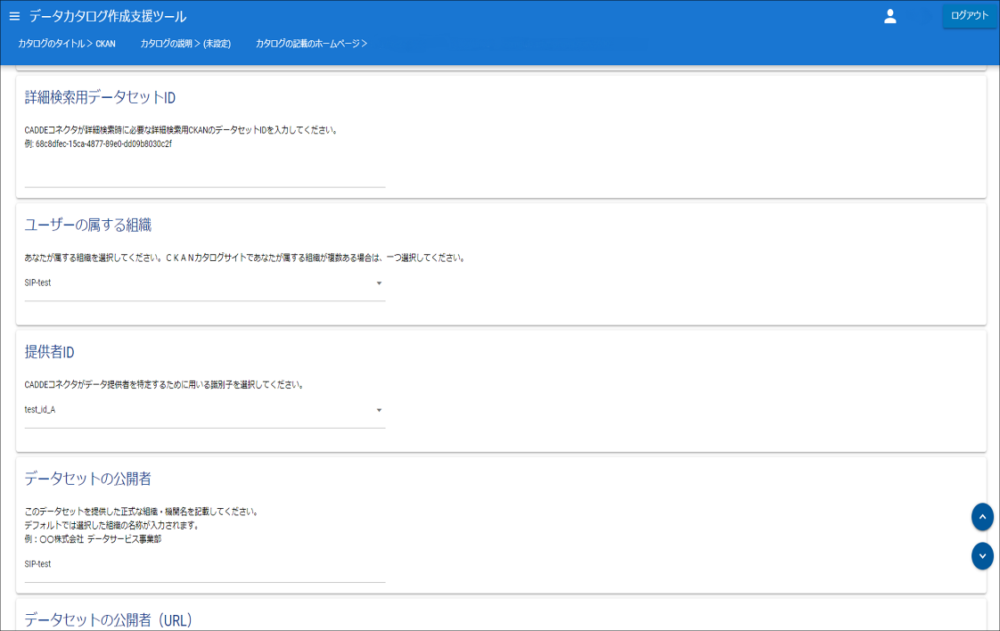 データカタログ作成支援ツール
ログアウト
カタログのタイトル > CKAN カタログの説明 > (未設定) カタログの記載のホームページ >
詳細検索用データセットID
CADDEコネクタが詳細検索時に必要な詳細検索用CKANのデータセットIDを入力してください。
例: 68c8dfec-15ca-4877-89e0-dd09b8030c2f
ユーザーの属する組織
あなたが属する組織を選択してください。ＣＫＡＮカタログサイトであなたが属する組織が複数ある場合は、一つ選択してください。
SIP-test
提供者ID
CADDEコネクタがデータ提供者を特定するために用いる識別子を選択してください。
test_id_A
データセットの公開者
このデータセットを提供した正式な組織・機関名を記載してください。
デフォルトでは選択した組織の名称が入力されます。
例：〇〇株式会社 データサービス事業部
SIP-test
データセットの公開者（URL）